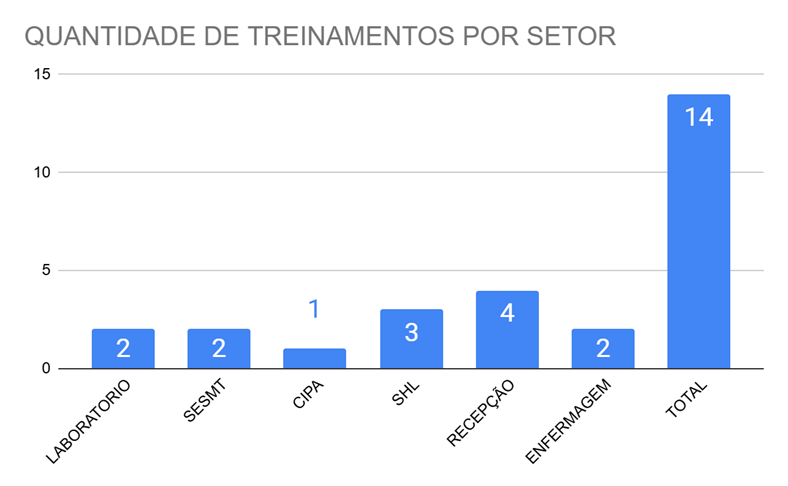 QUANTIDADE DE TREINAMENTOS POR SETOR
15
10
5
0
2
2
1
3
4
2
14
LABORATORIO
SESMT
CIPA
SHL
RECEPÇÃO
ENFERMAGEM
TOTAL